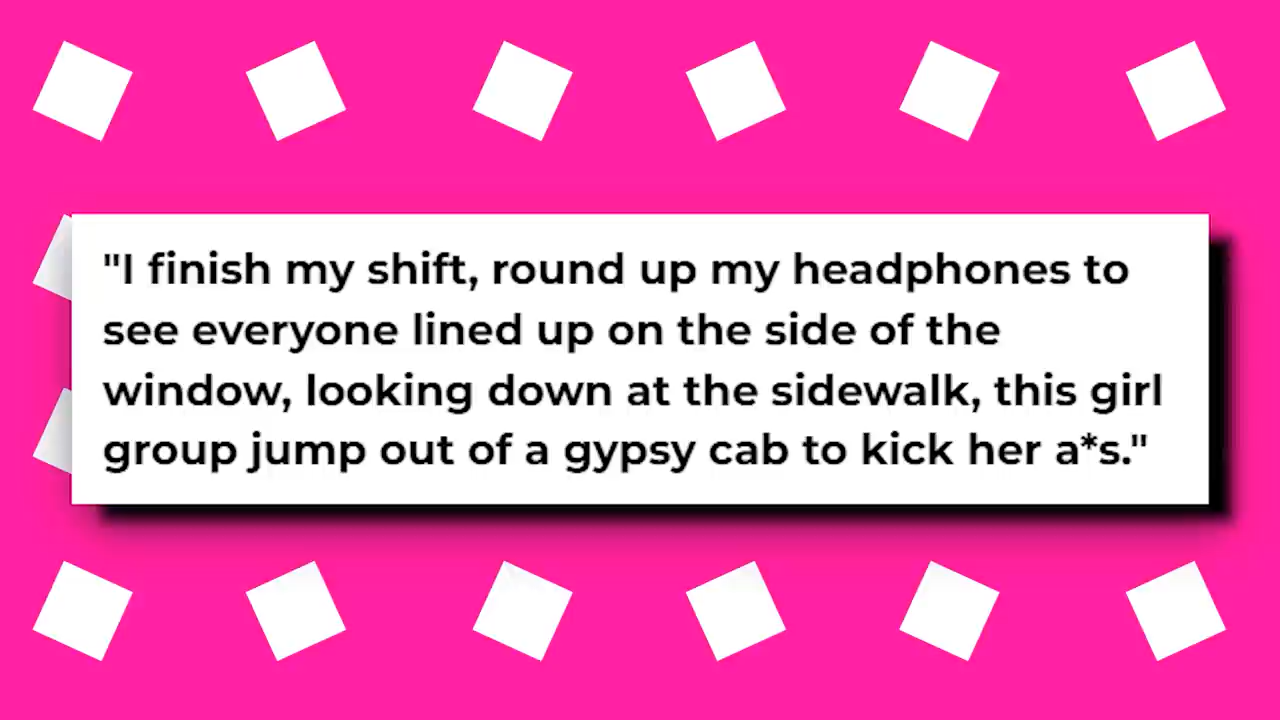 "I finish my shift, round up my headphones to
see everyone lined up on the side of the
window, looking down at the sidewalk, this girl
group jump out of a gypsy cab to kick her a*s."